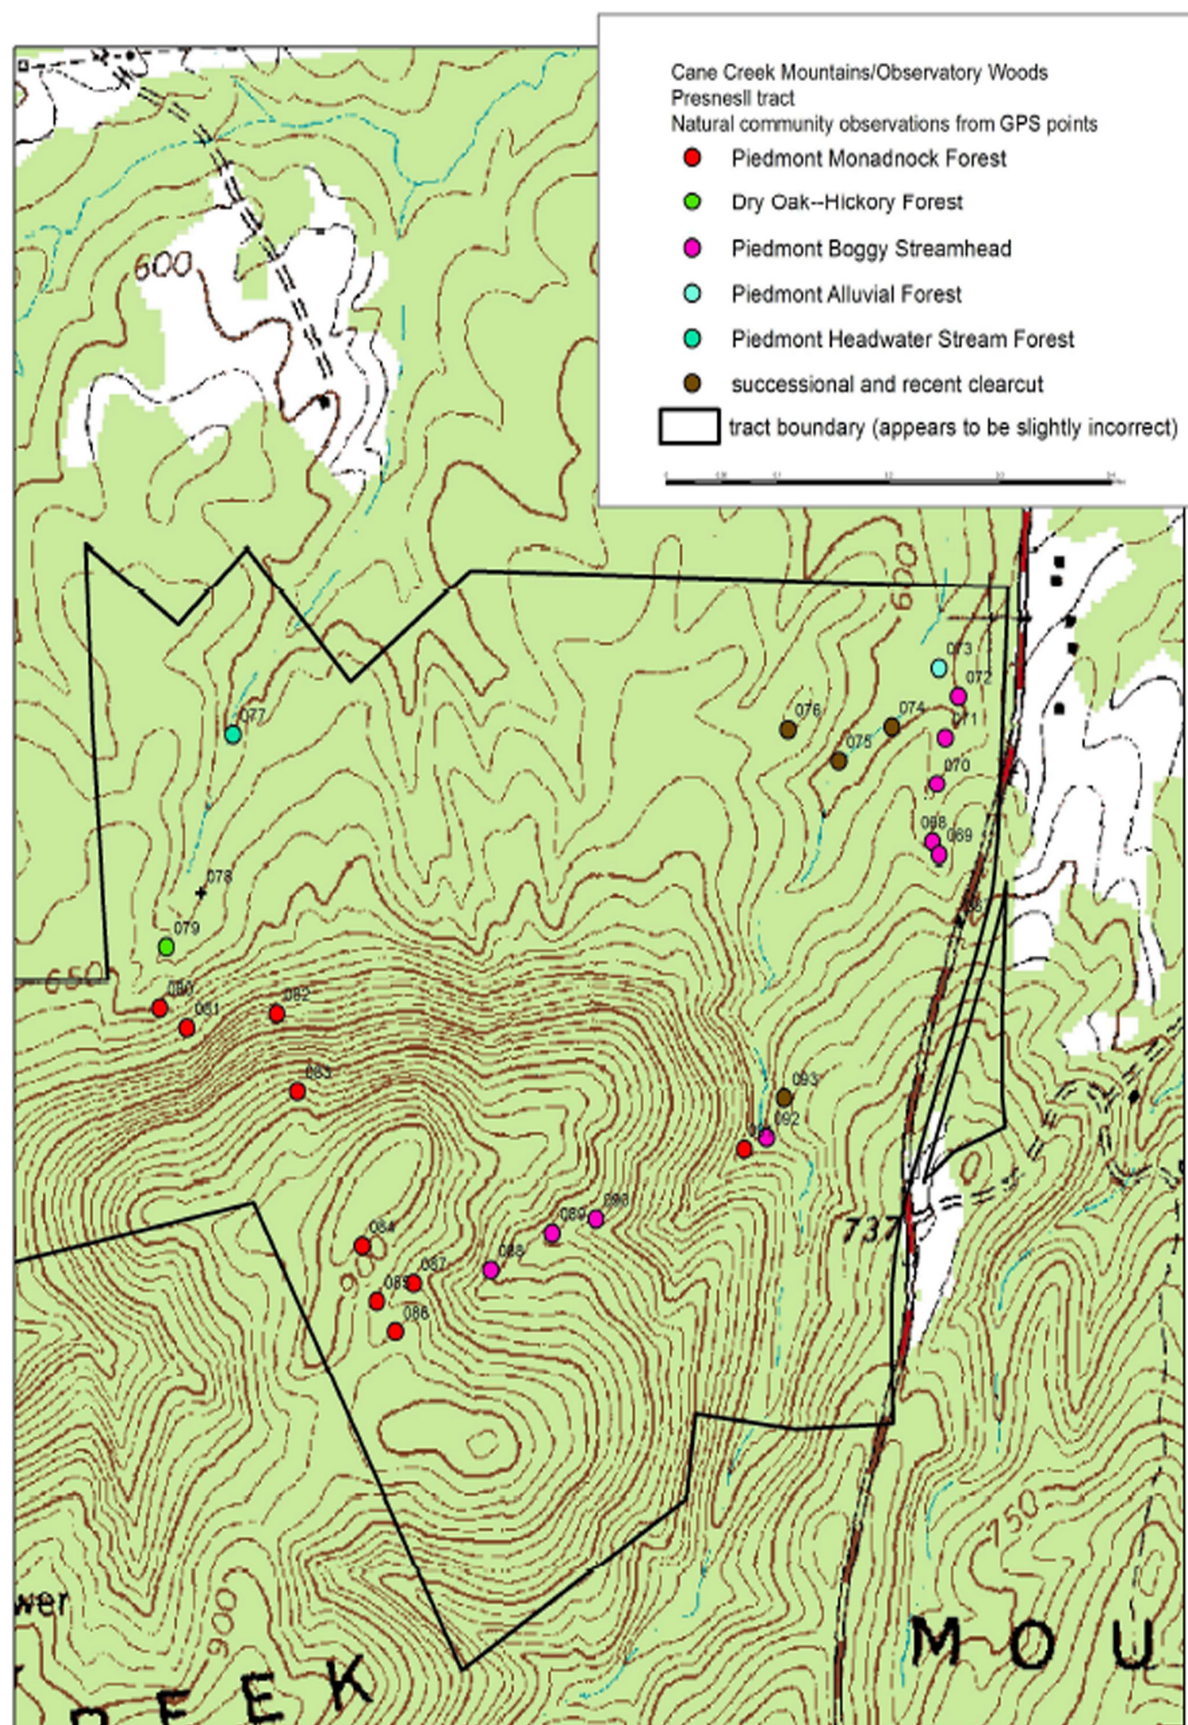 Cane Creek Mountains/Observatory Woods
Presnesll tract
Natural community observations from GPS points
Piedmont Monadnock Forest
Dry Oak--Hickory Forest
Piedmont Boggy Streamhead
Piedmont Alluvial Forest
Piedmont Headwater Stream Forest
successional and recent clearcut
tract boundary (appears to be slightly incorrect)
600
600
073
072
077
076
074
071
075
070
068
069
078
079
650
080
081
082
083
093
092
090
089
737
084
088
087
085
086
750
wer
900
M O U
R E E K